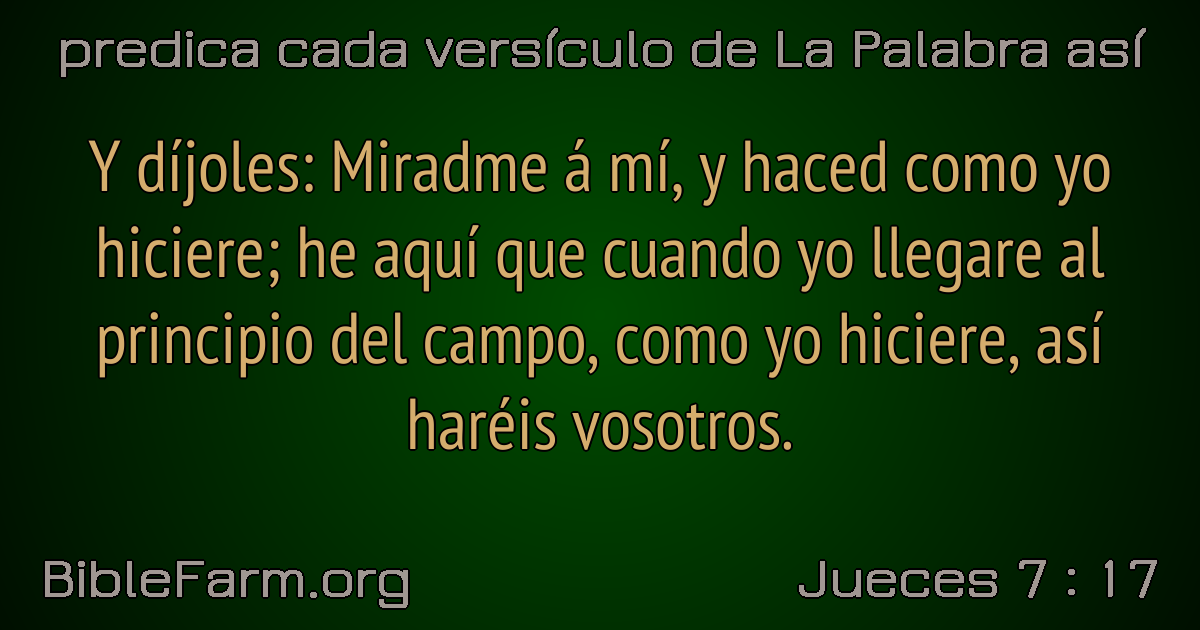 predica cada versículo de La Palabra así
Y díjoles: Miradme á mí, y haced como yo
hiciere; he aquí que cuando yo llegare al
principio del campo, como yo hiciere, así
haréis vosotros.
BibleFarm.org
Jueces 7 : 17